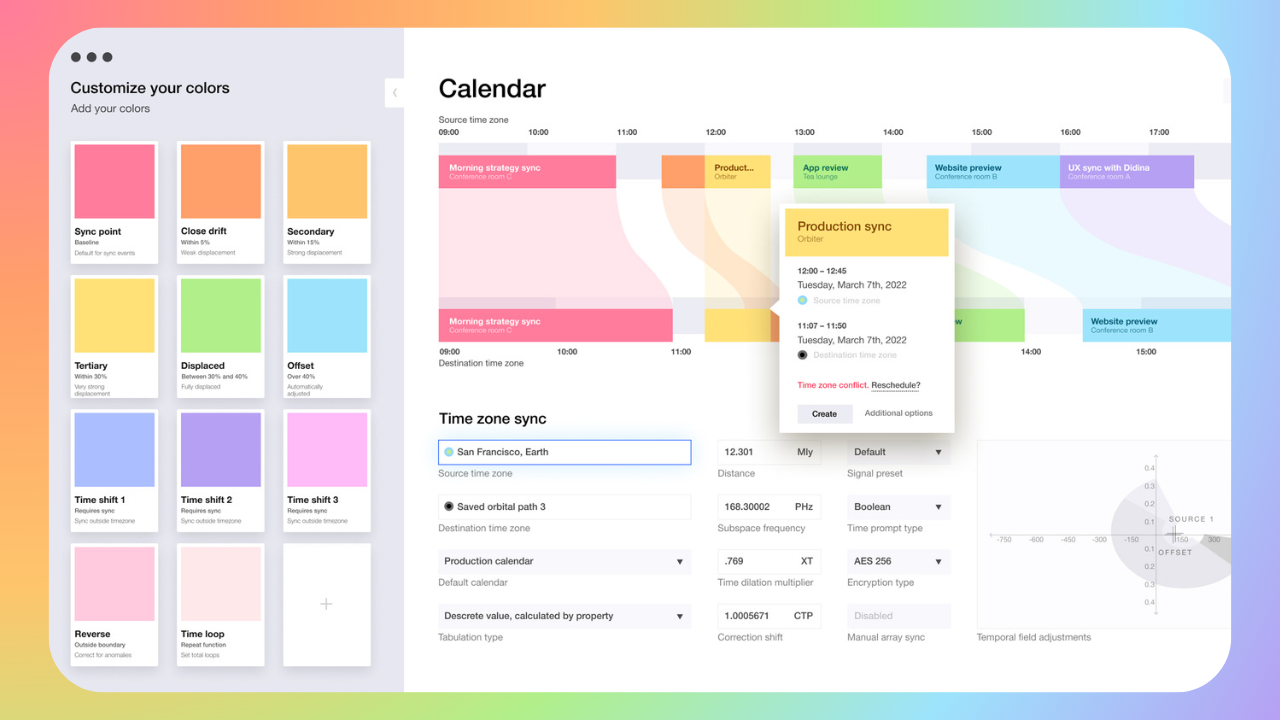 Customize your colors
Add your colors
Sync point
Baseline
Default for sync events
Close drift
Within 5%
Weak displacement
Secondary
Within 15%
Strong displacement
Tertiary
Within 30%
Very strong
displacement
Displaced
Between 30% and 40%
Fully displaced
Offset
Over 40%
Automatically
adjusted
Time shift 1
Requires sync
Sync outside timezone
Time shift 2
Requires sync
Sync outside timezone
Time shift 3
Requires sync
Sync outside timezone
Reverse
Outside boundary
Correct for anomalies
Time loop
Repeat function
Set total loops
Calendar
Source time zone
09:00 10:00 11:00 12:00 13:00 14:00 15:00 16:00 17:00
Morning strategy sync
Conference room C
Product...
Orbiter
App review
Tea lounge
Website preview
Conference room B
UX sync with Didina
Conference room A
Production sync
Orbiter
12:00 – 12:45
Tuesday, March 7th, 2022
Source time zone
11:07 – 11:50
Tuesday, March 7th, 2022
Destination time zone
Time zone conflict. Reschedule?
Create Additional options
Morning strategy sync
Conference room C
w
Website preview
Conference room B
09:00 10:00 11:00 14:00 15:00
Destination time zone
Time zone sync
San Francisco, Earth
Source time zone
Saved orbital path 3
Destination time zone
Production calendar
Default calendar
Descrete value, calculated by property
Tabulation type
12.301 Mly
Distance
168.30002 PHz
Subspace frequency
.769 XT
Time dilation multiplier
1.0005671 CTP
Correction shift
Default
Signal preset
Boolean
Time prompt type
AES 256
Encryption type
Disabled
Manual array sync
0.4
0.3
0.2
0.1
SOURCE 1
-750 -600 -450 -300 -150 150 300
OFFSET
0.1
0.2
0.3
0.4
Temporal field adjustments